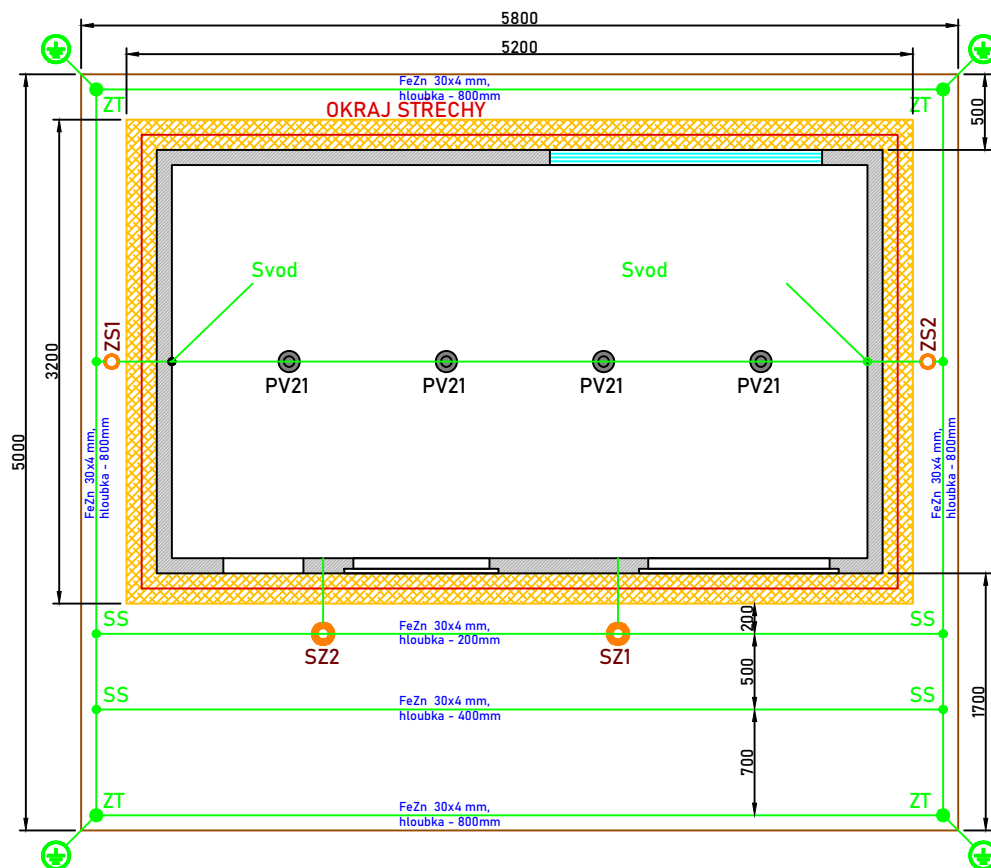 5800
5200
FeZn 30x4 mm,
hloubka - 800mm
ZT
ZT
OKRAJ STŘECHY
500
Svod
Svod
ZS1
ZS2
3200
PV21
PV21
PV21
PV21
5000
FeZn 30x4 mm,
hloubka - 800mm
FeZn 30x4 mm,
hloubka - 800mm
SS
FeZn 30x4 mm,
hloubka - 200mm
SS
200
SZ2
SZ1
500
1700
SS
FeZn 30x4 mm,
hloubka - 400mm
SS
700
ZT
FeZn 30x4 mm,
hloubka - 800mm
ZT